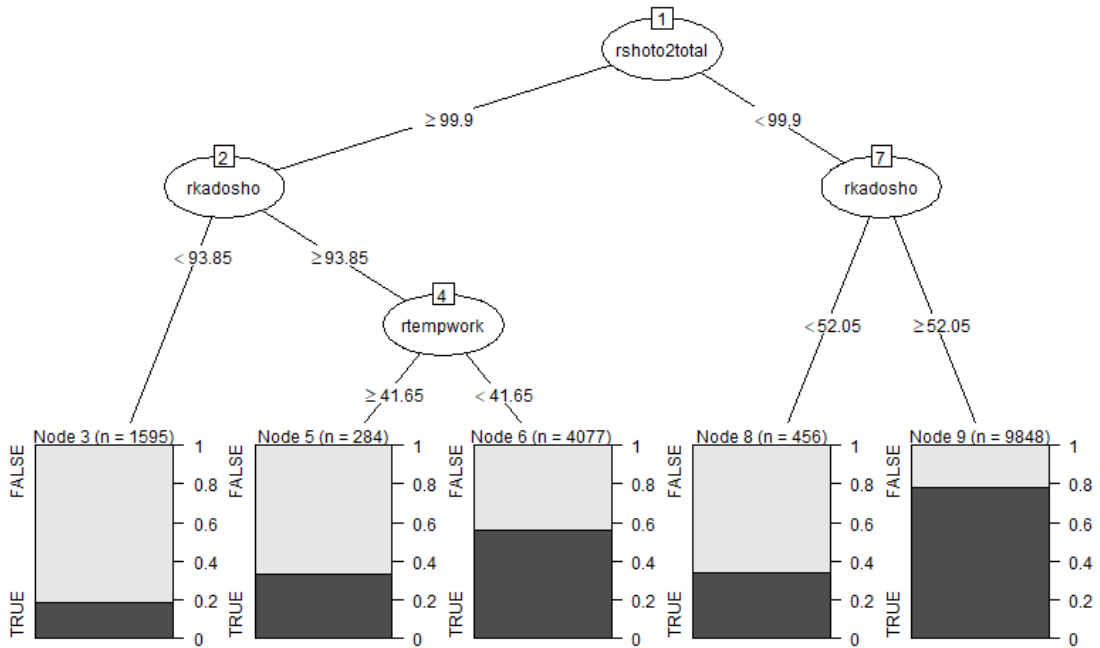 1
rshoto2total
≥ 99.9
< 99.9
2
rkadosho
7
rkadosho
< 93.85
≥ 93.85
4
rtempwork
< 52.05
≥ 52.05
≥ 41.65
< 41.65
Node 3 (n = 1595)
FALSE
TRUE
1
0.8
0.6
0.4
0.2
0
Node 5 (n = 284)
FALSE
TRUE
1
0.8
0.6
0.4
0.2
0
Node 6 (n = 4077)
FALSE
TRUE
1
0.8
0.6
0.4
0.2
0
Node 8 (n = 456)
FALSE
TRUE
1
0.8
0.6
0.4
0.2
0
Node 9 (n = 9848)
FALSE
TRUE
1
0.8
0.6
0.4
0.2
0